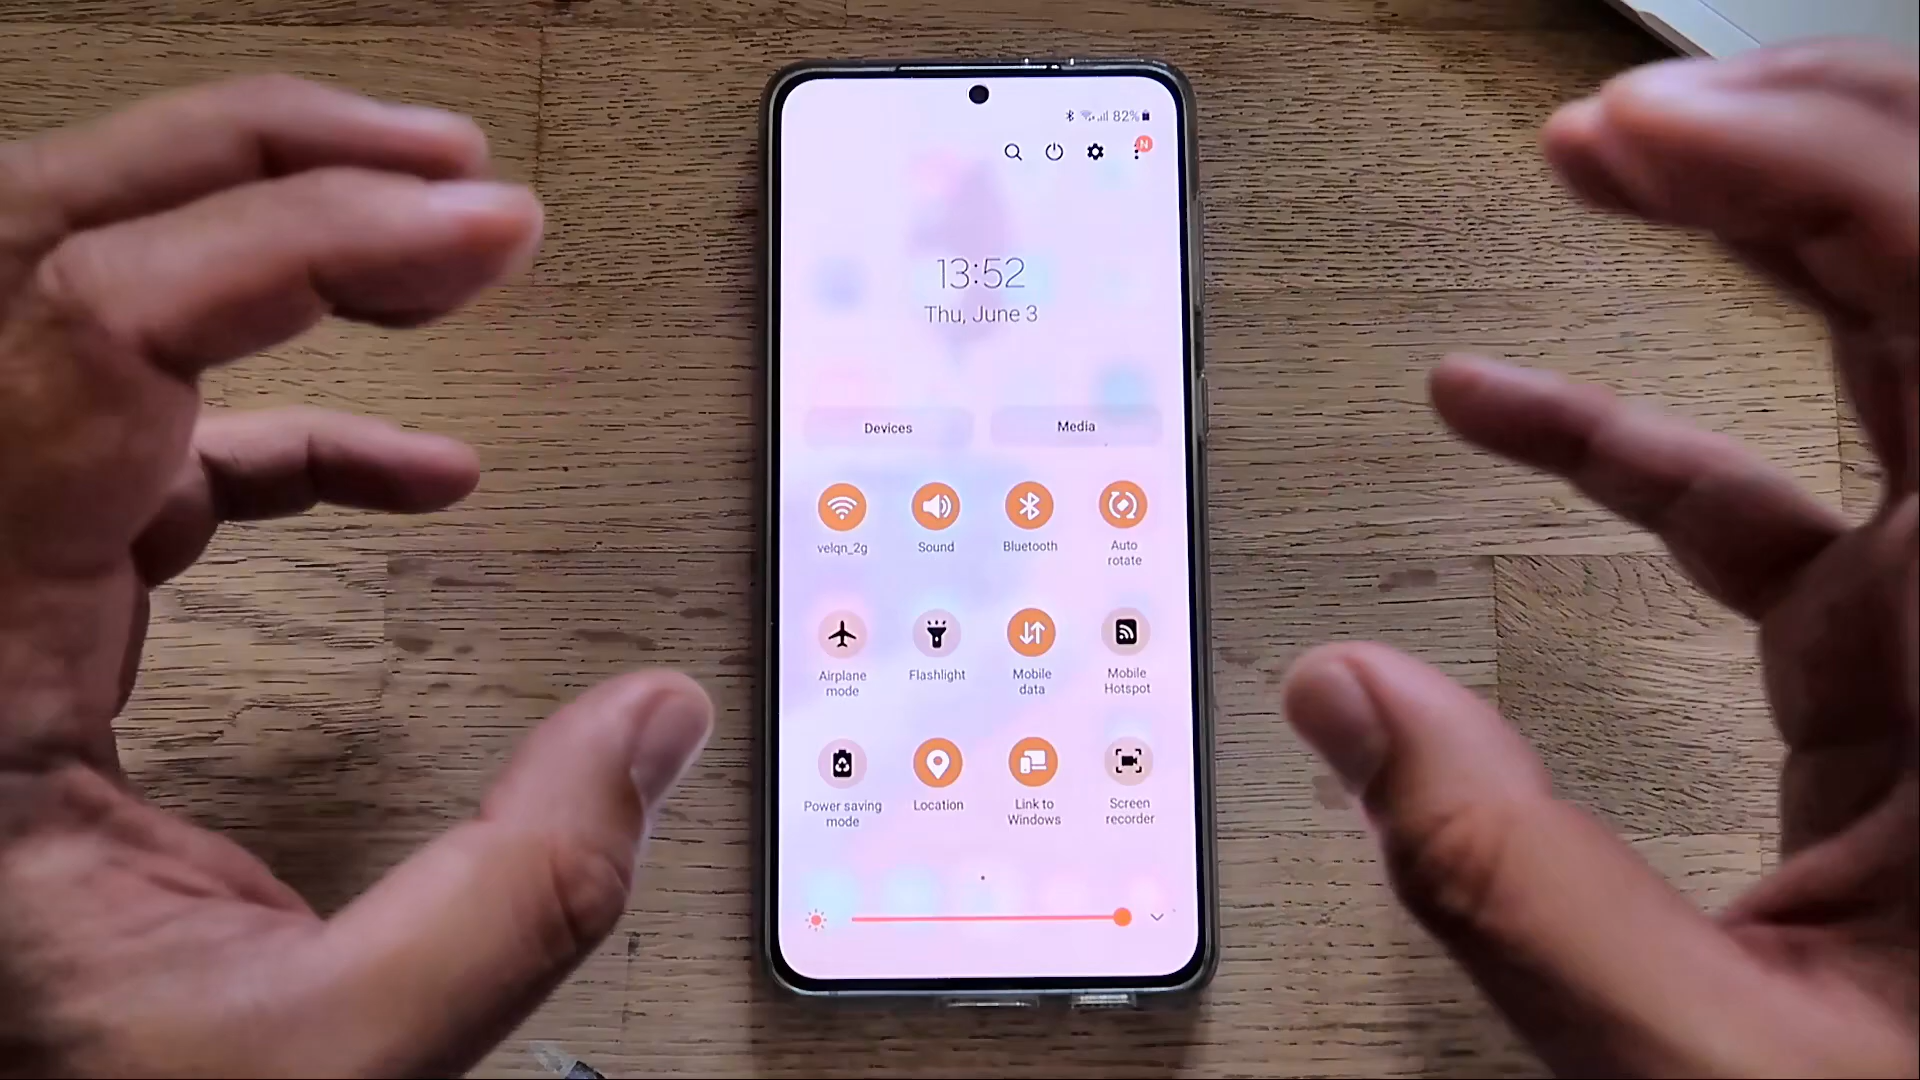 82%
N
13:52
Thu, June 3
Devices
Media
velqn_2g
Sound
Bluetooth
Auto
rotate
Airplane
mode
Flashlight
Mobile
data
Mobile
Hotspot
Power saving
mode
Location
Link to
Windows
Screen
recorder